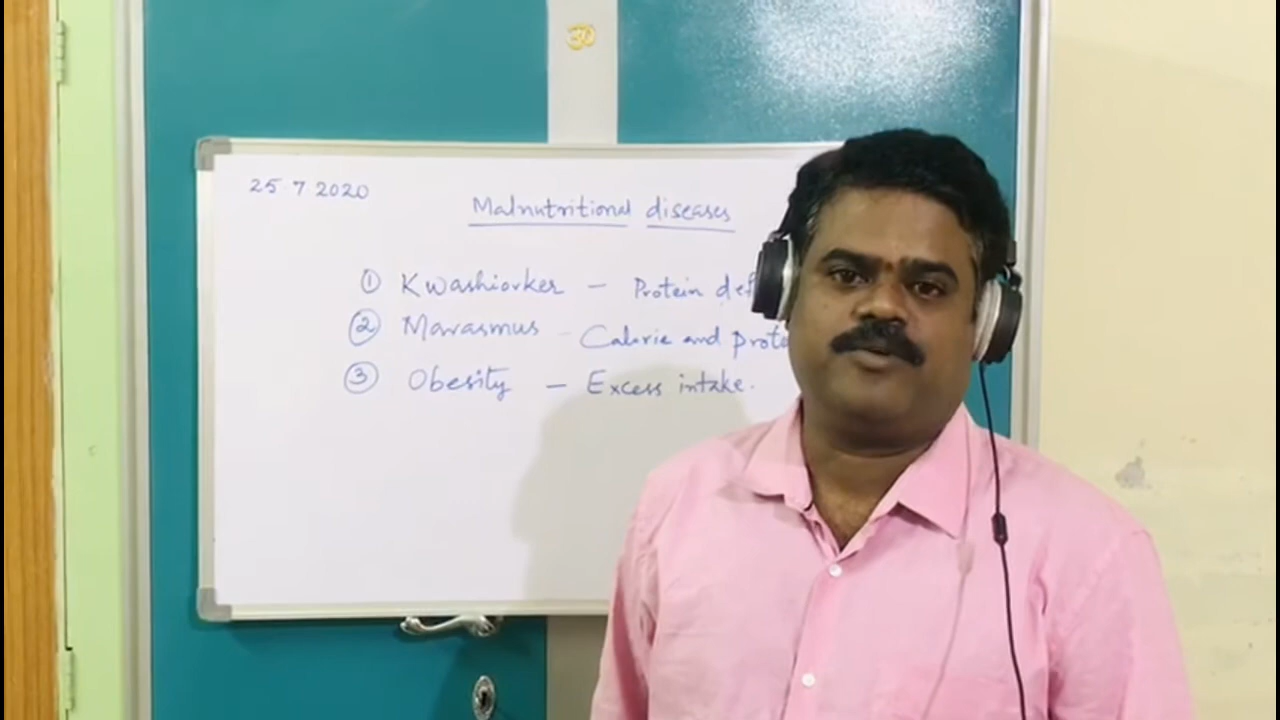 ॐ
25 7 2020
Malnutritional diseases
① Kwashiorker – Protein def
② Marasmus – Calorie and prote
③ Obesity – Excess intake.